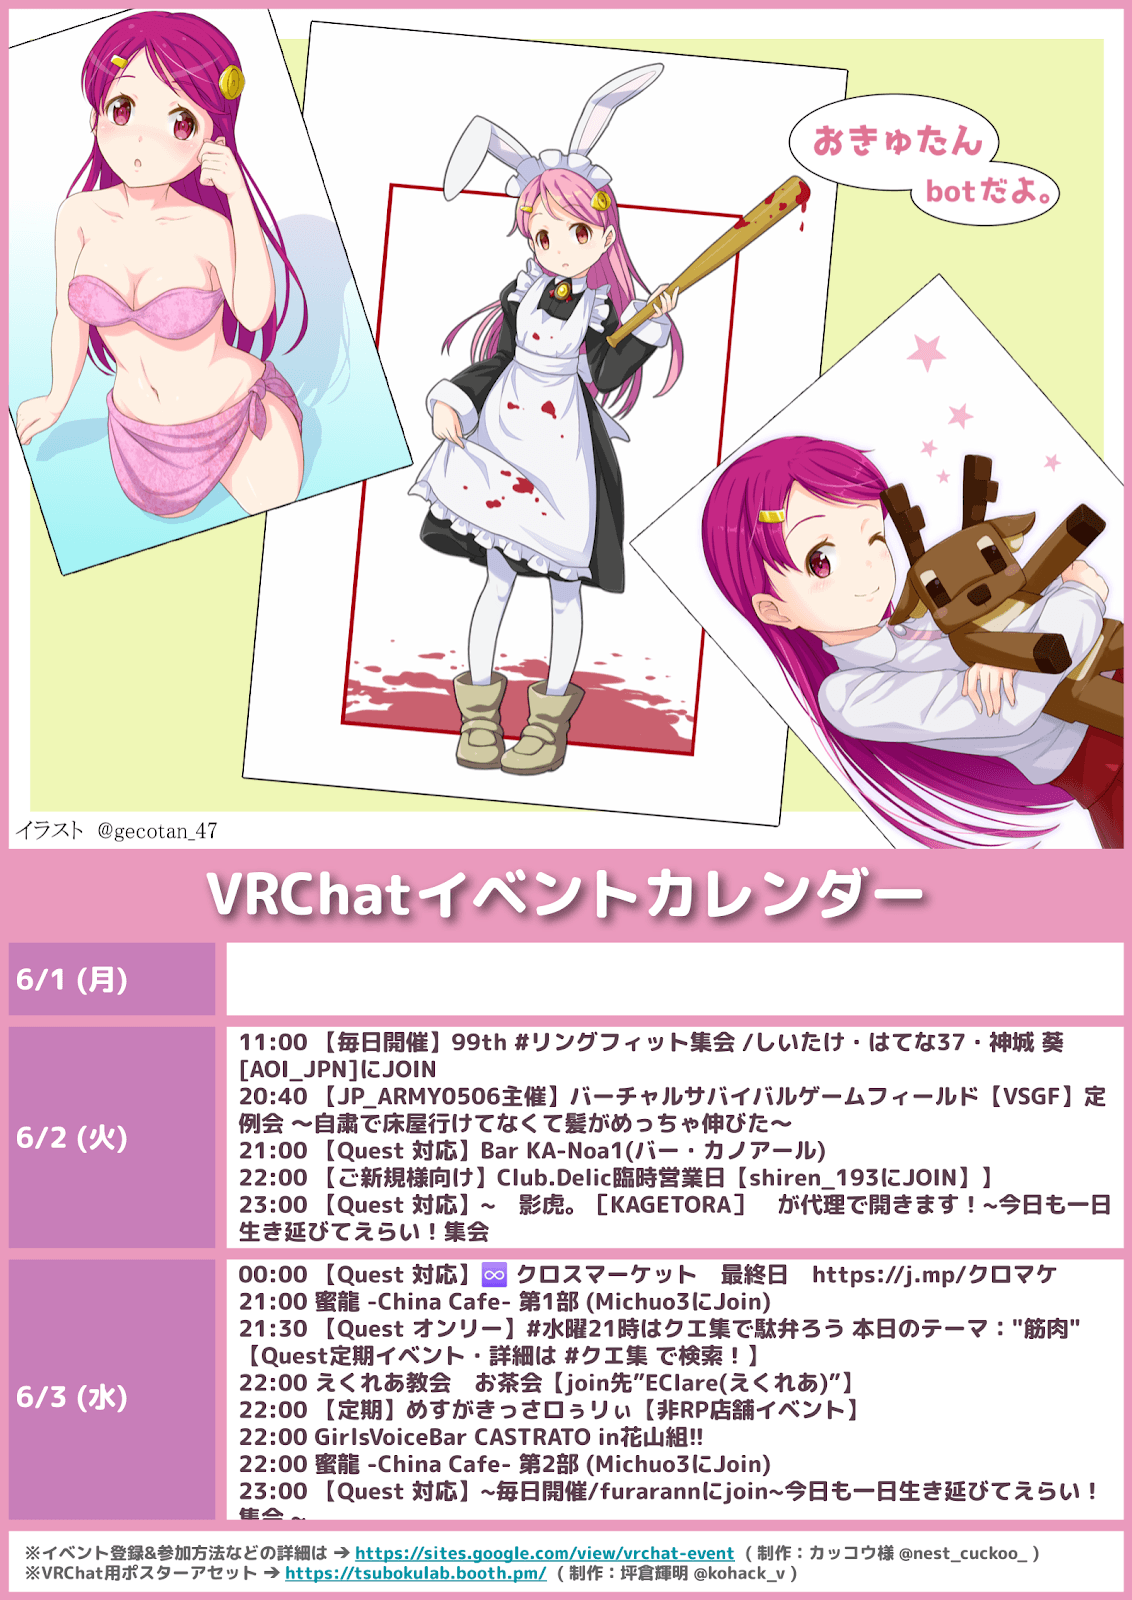 おきゅたん
botだよ。
イラスト @gecotan_47
VRChatイベントカレンダー
6/1 (月)
6/2 (火)
11:00 【毎日開催】99th #リングフィット集会 /しいたけ・はてな37・神城 葵
[AOI_JPN]にJOIN
20:40 【JP_ARMY0506主催】バーチャルサバイバルゲームフィールド【VSGF】定
例会 ～自粛で床屋行けてなくて髪がめっちゃ伸びた～
21:00 【Quest 対応】Bar KA-Noa1(バー・カノアール)
22:00 【ご新規様向け】Club.Delic臨時営業日【shiren_193にJOIN】】
23:00 【Quest 対応】~　影虎。［KAGETORA］　が代理で開きます！~今日も一日
生き延びてえらい！集会
6/3 (水)
00:00 【Quest 対応】♾ クロスマーケット　最終日　https://j.mp/クロマケ
21:00 蜜龍 -China Cafe- 第1部 (Michuo3にJoin)
21:30 【Quest オンリー】#水曜21時はクエ集で駄弁ろう 本日のテーマ："筋肉"
【Quest定期イベント・詳細は #クエ集 で検索！】
22:00 えくれあ教会　お茶会【join先”EClare(えくれあ)”】
22:00 【定期】めすがきっさロぅリぃ【非RP店舗イベント】
22:00 GirlsVoiceBar CASTRATO in花山組!!
22:00 蜜龍 -China Cafe- 第2部 (Michuo3にJoin)
23:00 【Quest 対応】~毎日開催/furarannにjoin~今日も一日生き延びてえらい！
集会 ~
※イベント登録&参加方法などの詳細は ➔ https://sites.google.com/view/vrchat-event ( 制作：カッコウ様 @nest_cuckoo_ )
※VRChat用ポスターアセット ➔ https://tsubokulab.booth.pm/ ( 制作：坪倉輝明 @kohack_v )